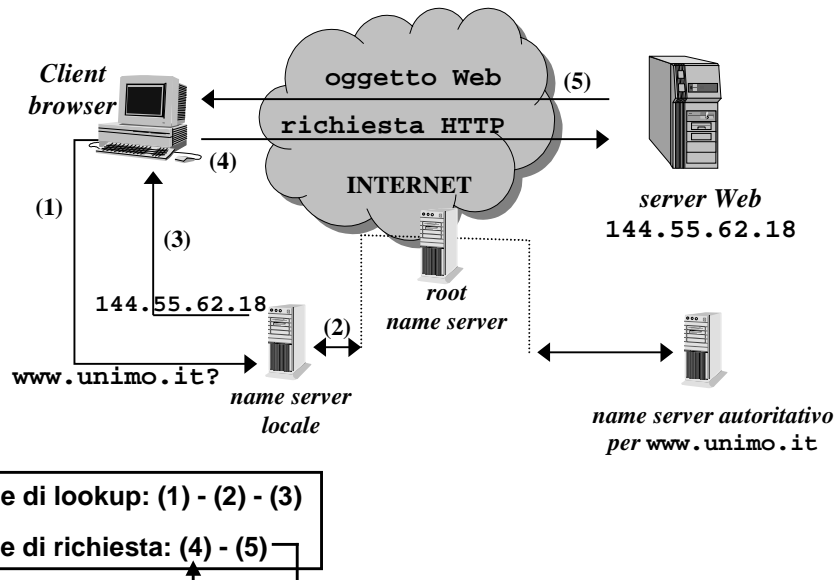 Client
browser
oggetto Web
(5)
richiesta HTTP
(4)
INTERNET
(1)
server Web
144.55.62.18
(3)
root
name server
144.55.62.18
(2)
www.unimo.it?
name server
locale
name server autoritativo
per www.unimo.it
e di lookup: (1) - (2) - (3)
e di richiesta: (4) - (5)